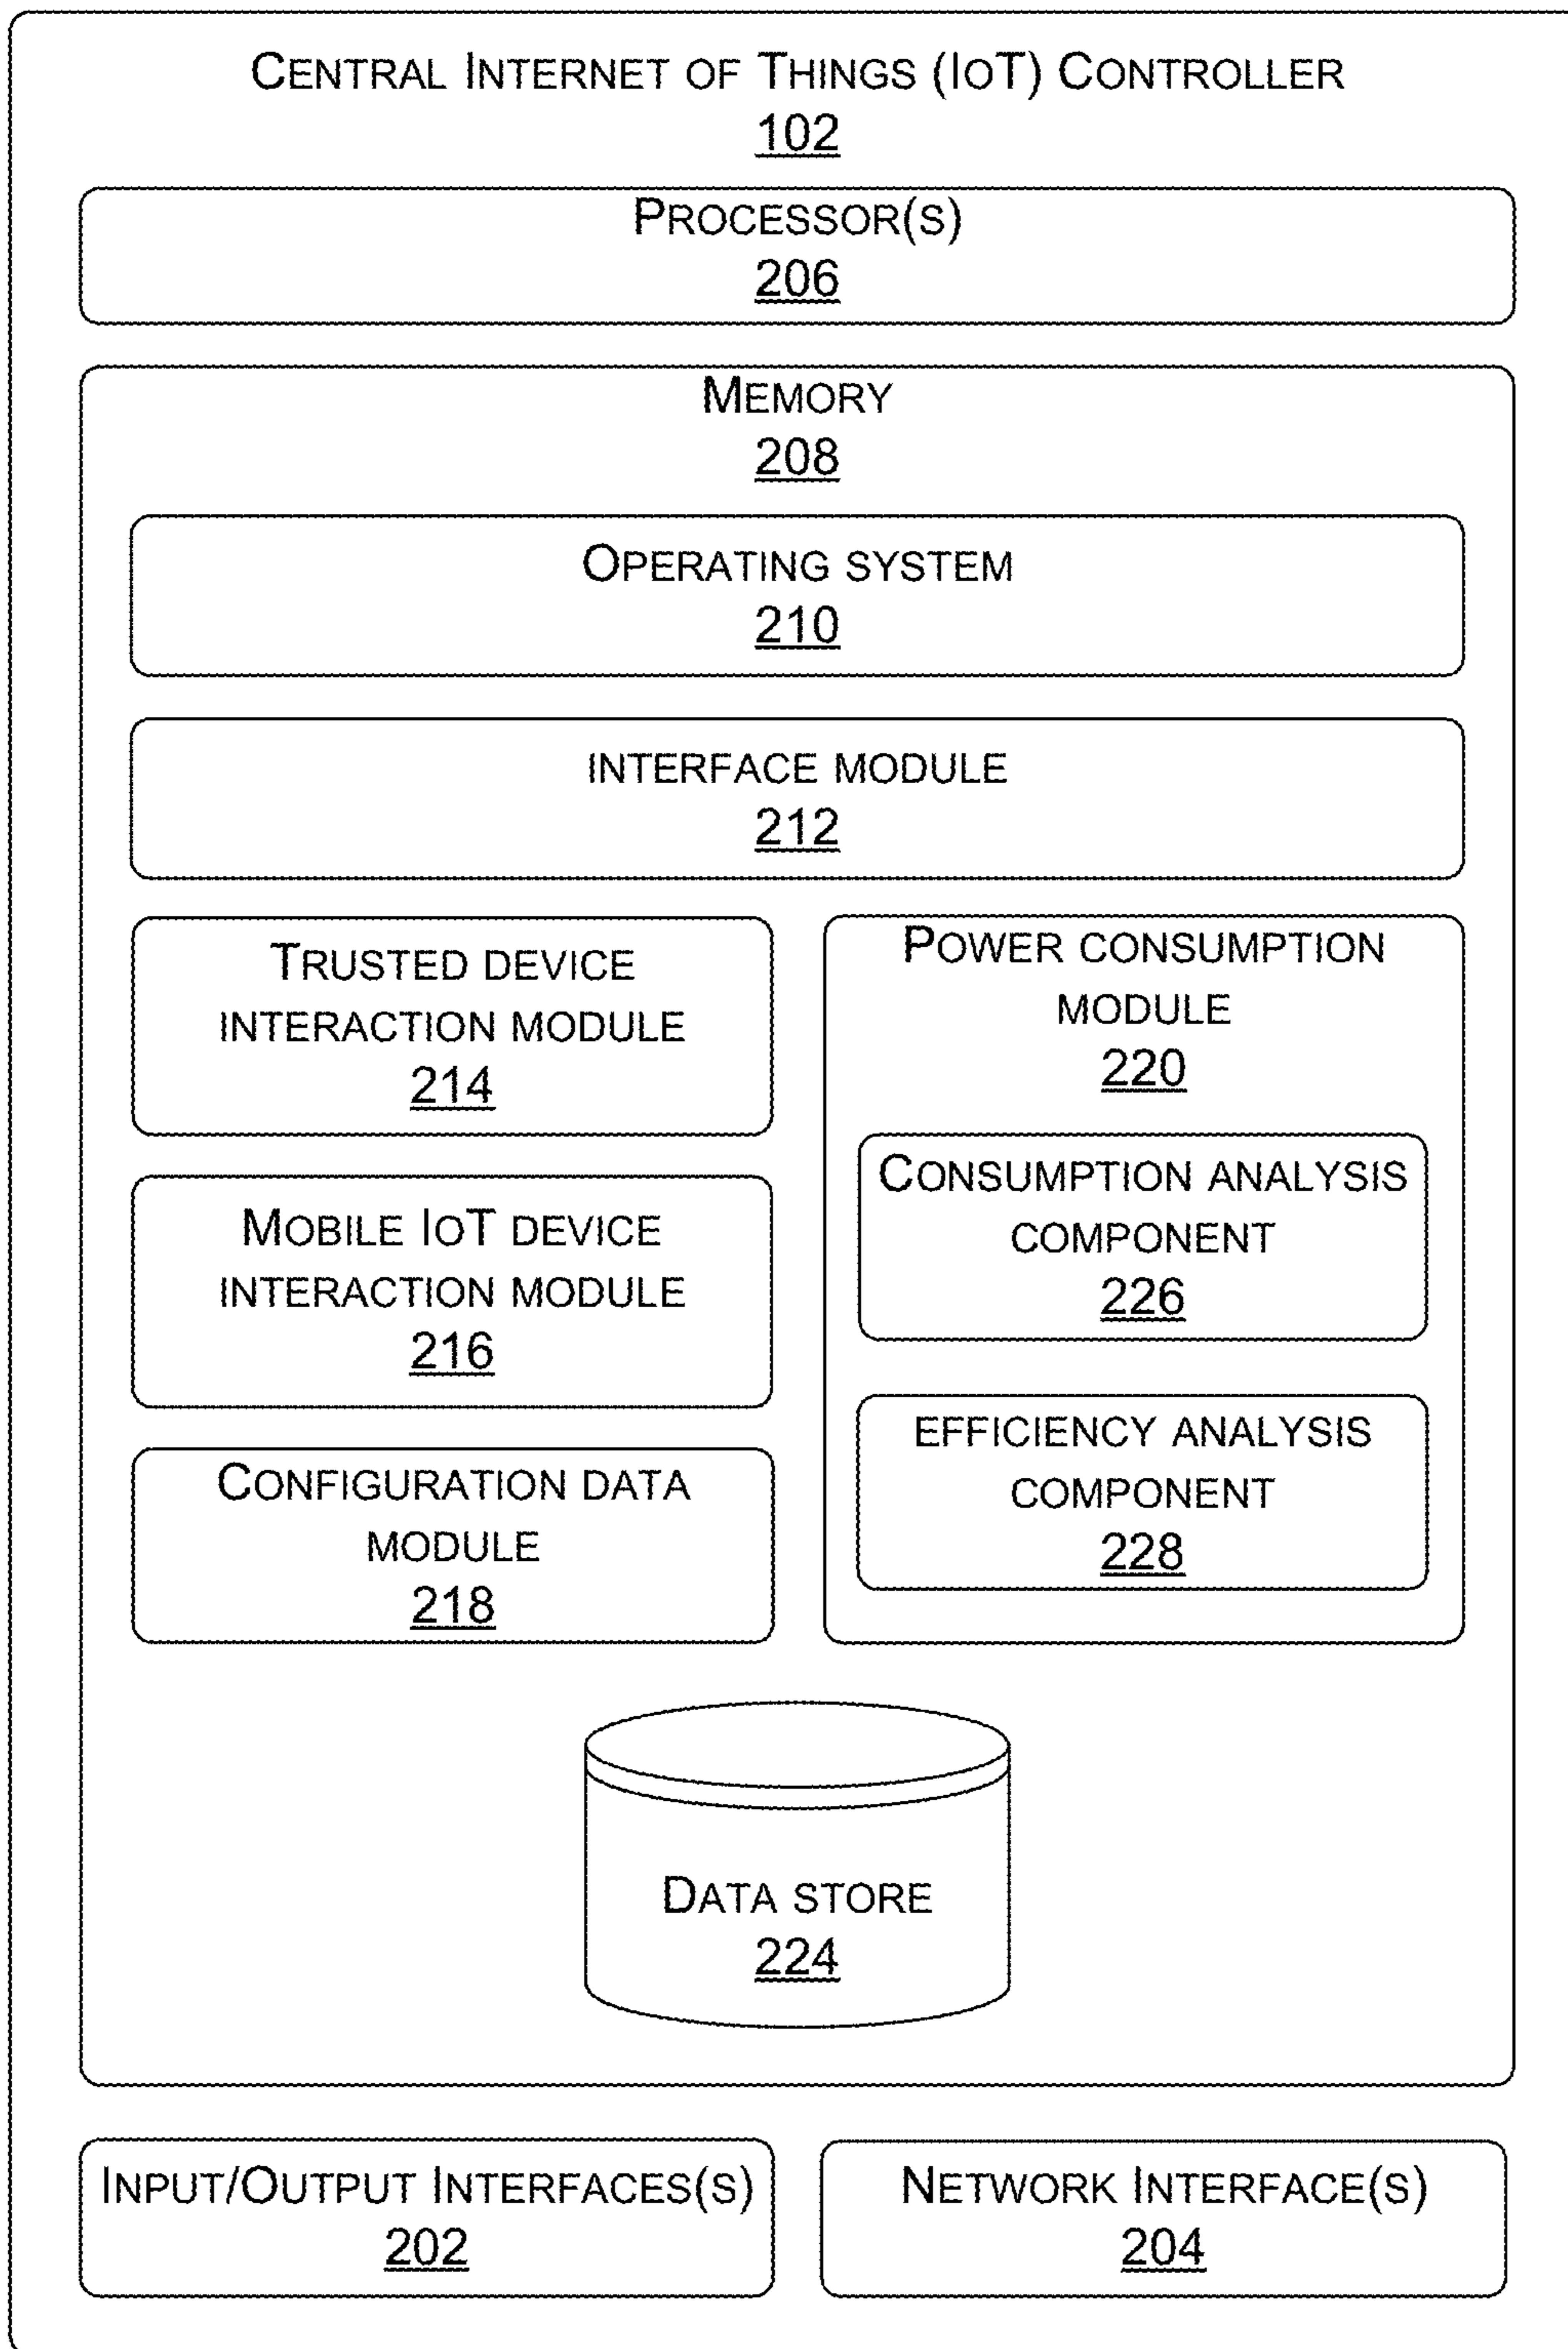 CENTRAL INTERNET OF THINGS (IOT) CONTROLLER
102
PROCESSOR(S)
206
MEMORY
208
OPERATING SYSTEM
210
INTERFACE MODULE
212
TRUSTED DEVICE
INTERACTION MODULE
214
MOBILE IOT DEVICE
INTERACTION MODULE
216
CONFIGURATION DATA
MODULE
218
POWER CONSUMPTION
MODULE
220
CONSUMPTION ANALYSIS
COMPONENT
226
EFFICIENCY ANALYSIS
COMPONENT
228
DATA STORE
224
INPUT/OUTPUT INTERFACES(S)
202
NETWORK INTERFACE(S)
204